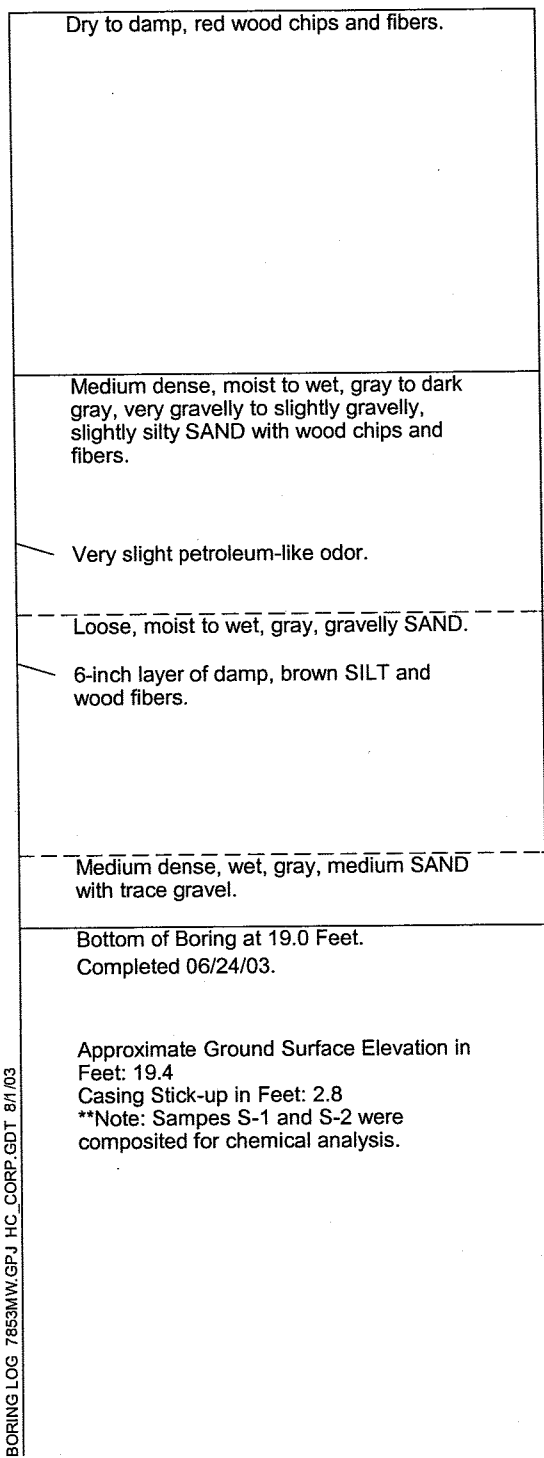 Dry to damp, red wood chips and fibers.
Medium dense, moist to wet, gray to dark
gray, very gravelly to slightly gravelly,
slightly silty SAND with wood chips and
fibers.
Very slight petroleum-like odor.
Loose, moist to wet, gray, gravelly SAND.
6-inch layer of damp, brown SILT and
wood fibers.
Medium dense, wet, gray, medium SAND
with trace gravel.
Bottom of Boring at 19.0 Feet.
Completed 06/24/03.
Approximate Ground Surface Elevation in
Feet: 19.4
Casing Stick-up in Feet: 2.8
**Note: Sampes S-1 and S-2 were
composited for chemical analysis.
BORING LOG 7853MW.GPJ HC_CORP.GDT 8/1/03